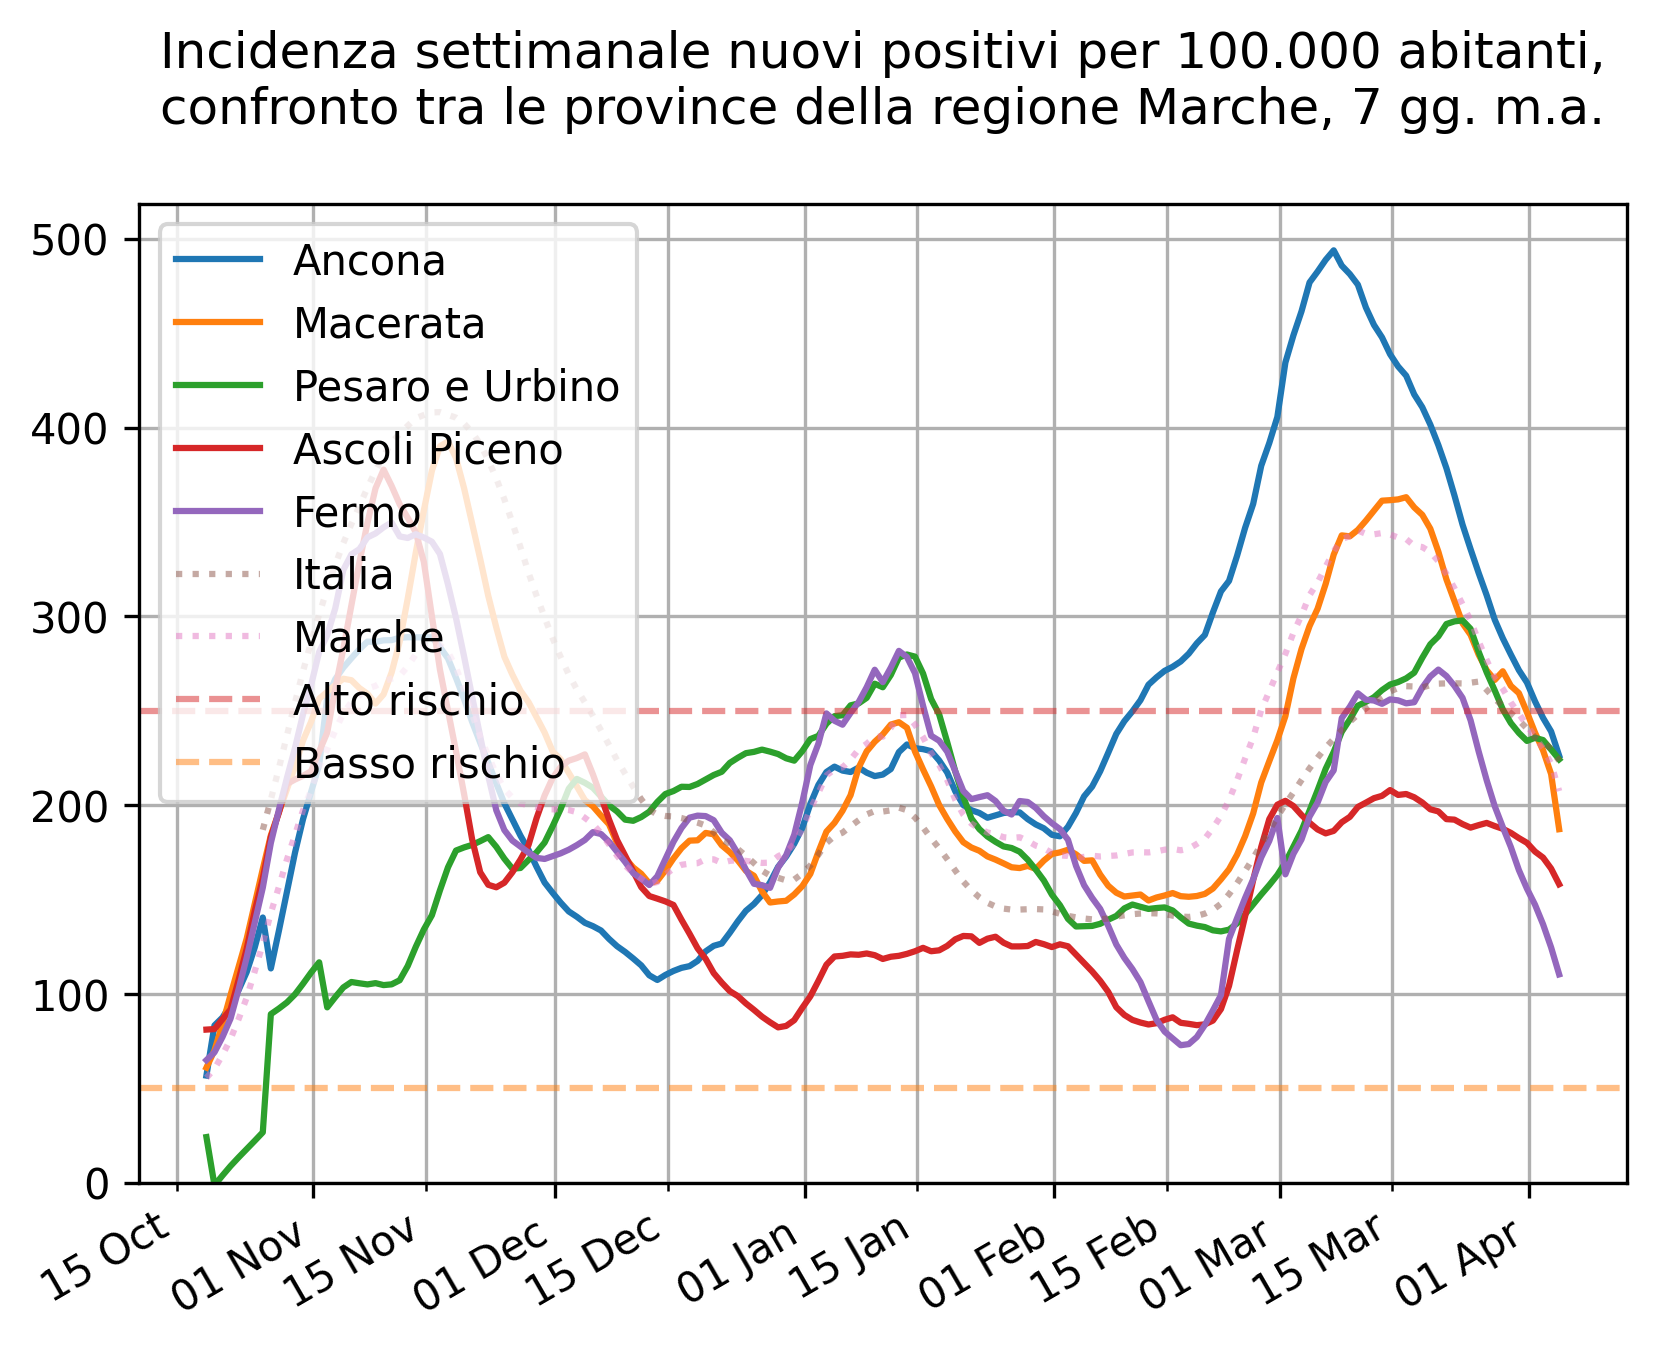 Incidenza settimanale nuovi positivi per 100.000 abitanti,
confronto tra le province della regione Marche, 7 gg. m.a.
500
400
300
200
100
0
Ancona
Macerata
Pesaro e Urbino
Ascoli Piceno
Fermo
Italia
Marche
Alto rischio
Basso rischio
15 Oct
01 Nov
15 Nov
01 Dec
15 Dec
01 Jan
15 Jan
01 Feb
15 Feb
01 Mar
15 Mar
01 Apr